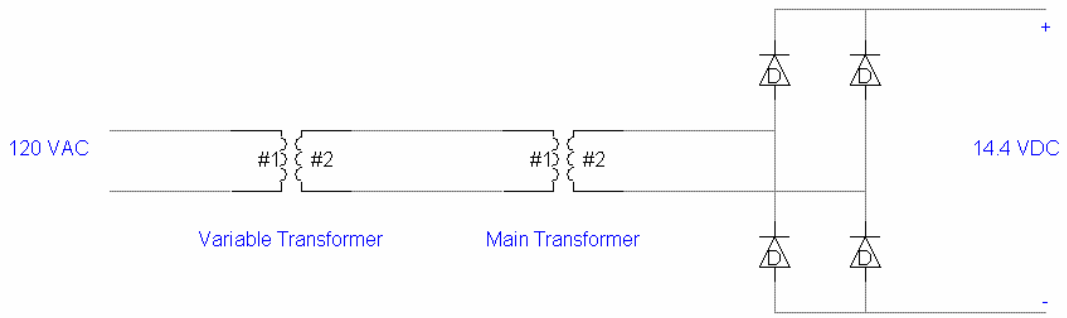 +
D D
120 VAC #1 #2 #1 #2 14.4 VDC
Variable Transformer Main Transformer
D D
-